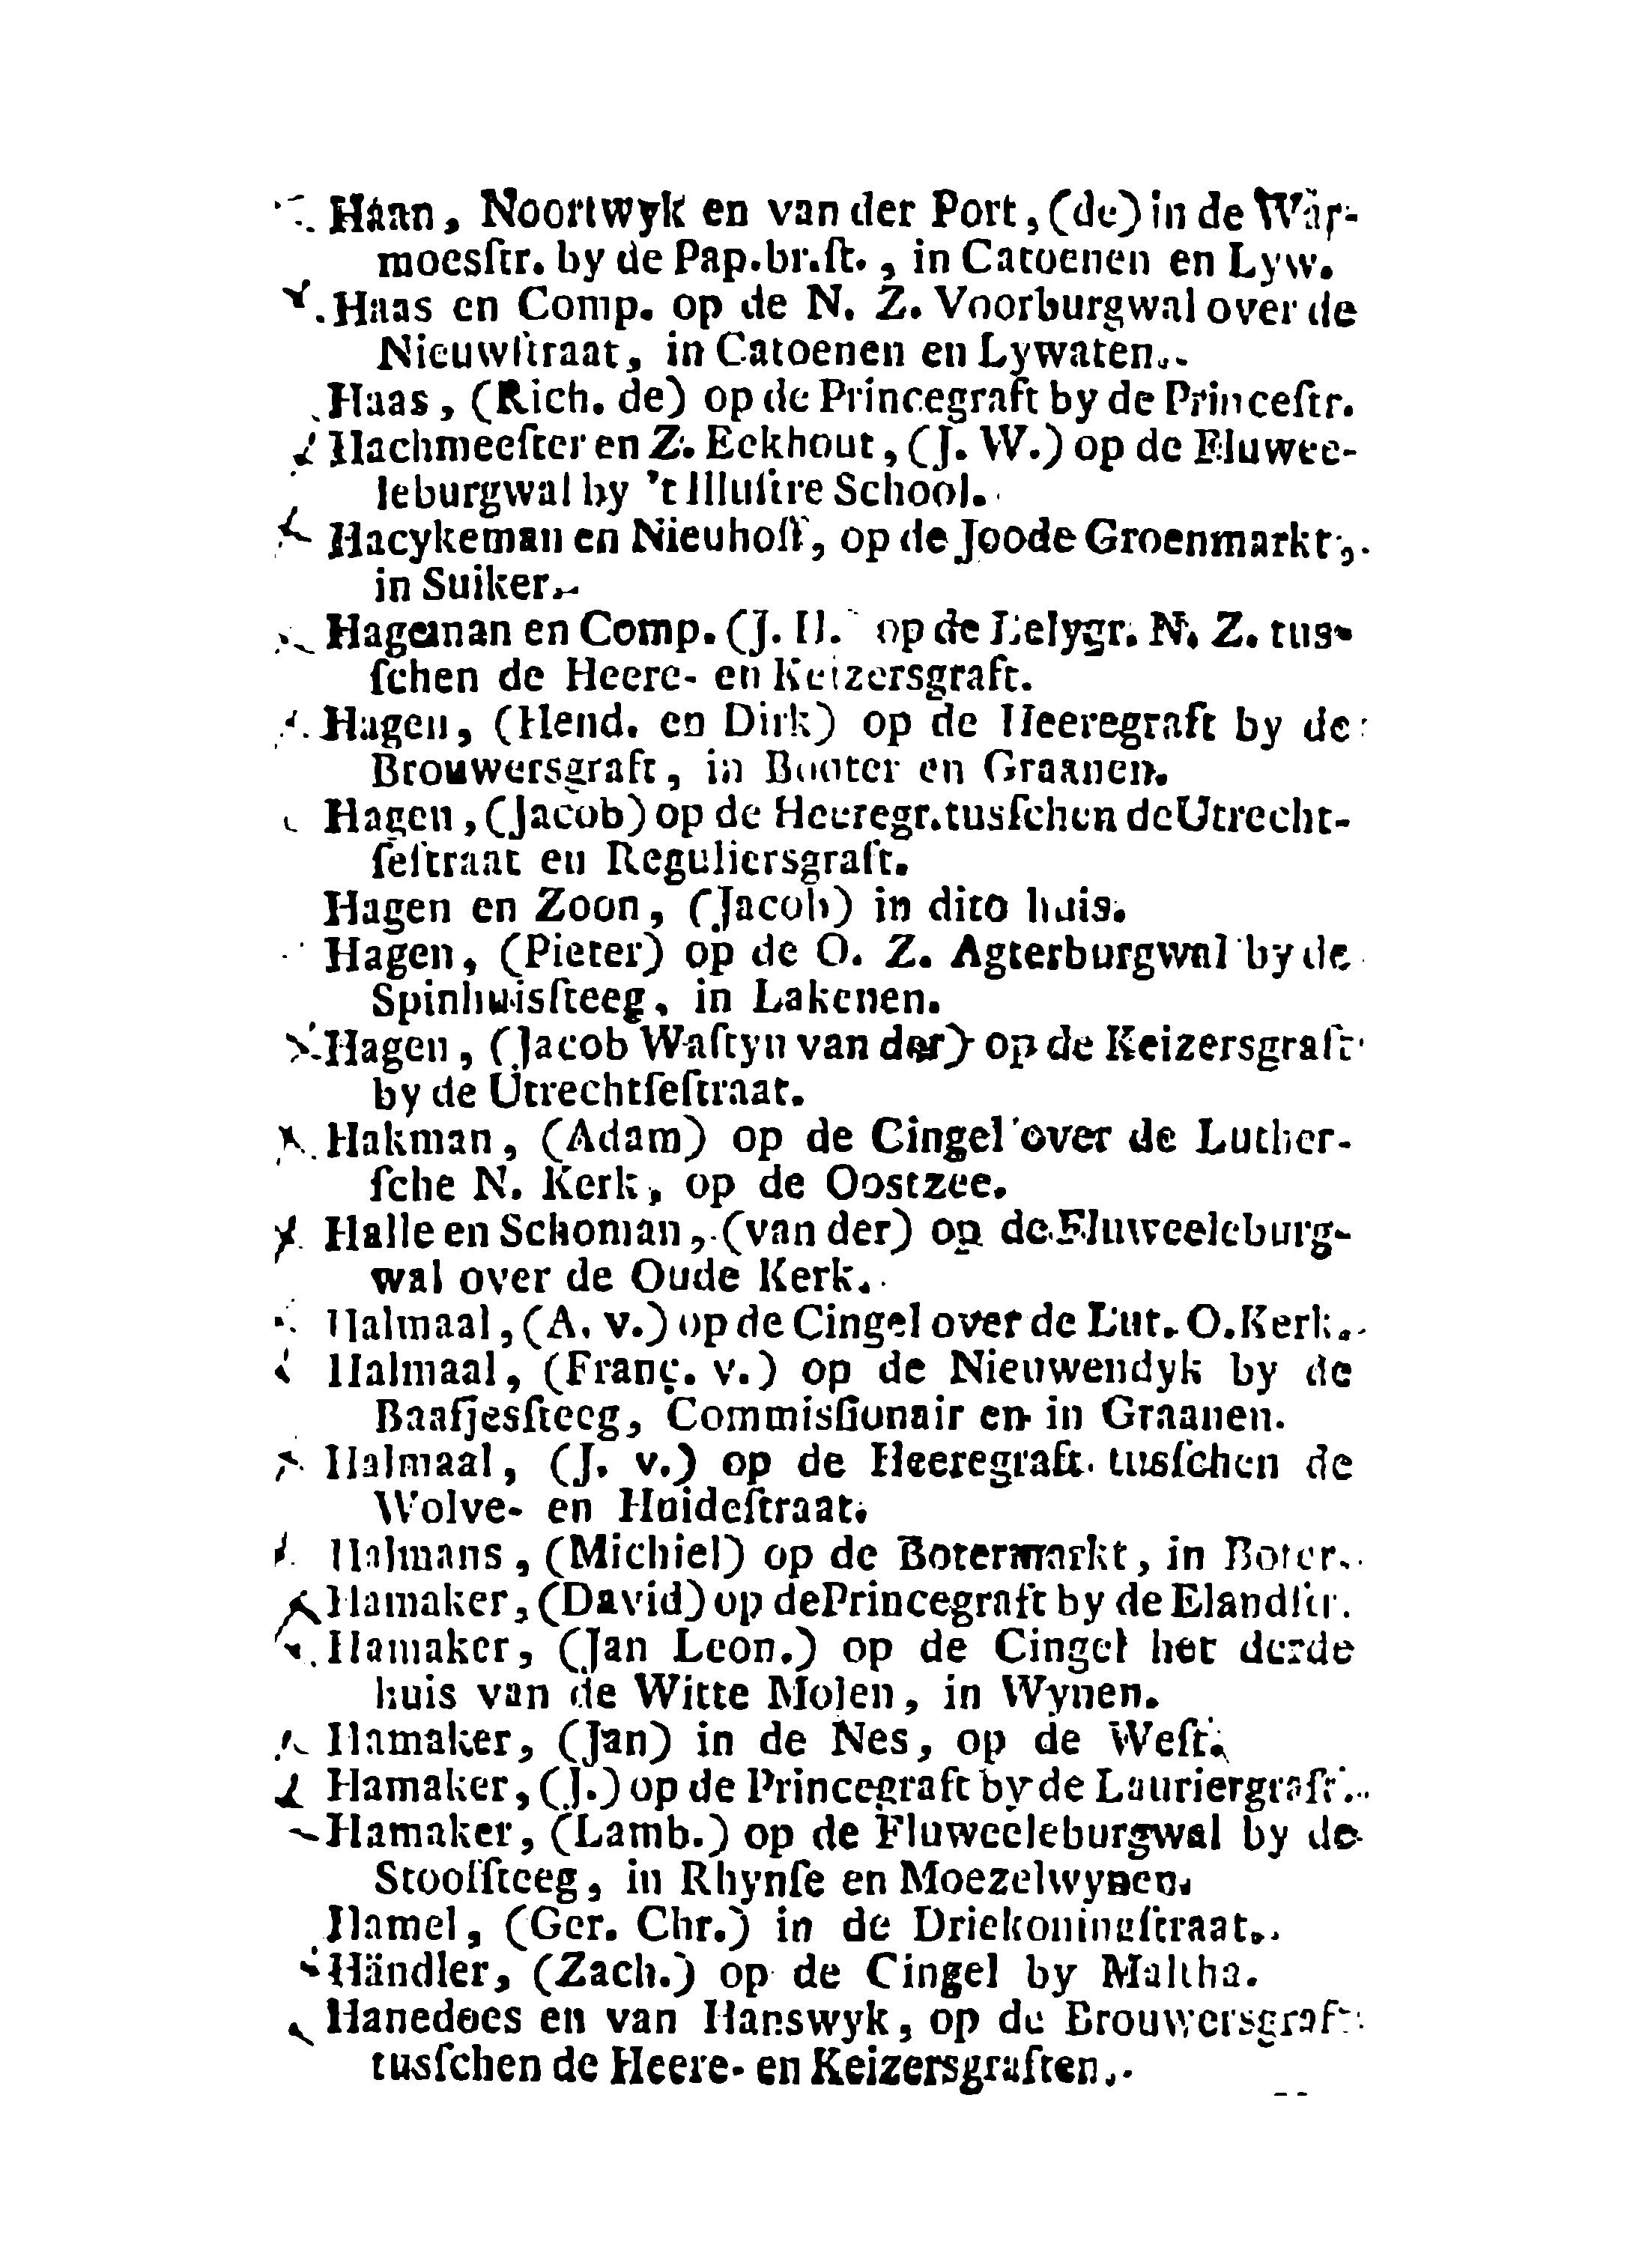 Haan, Noortwyk en van der Port, (de) in de War-
moesſtr. by de Pap.br.ſt., in Catoenen en Lyw.
Haas en Comp. op de N. Z. Voorburgwal over de
Nieuwſtraat, in Catoenen en Lywaten.
Haas, (Rich. de) op de Princegraft by de Princeſtr.
Hachmeeſter en Z. Eckhout, (J. W.) op de Fluwee-
leburgwal by 't Illuſtre School.
Hacykeman en Nieuhoff, op de Joode Groenmarkt,
in Suiker.
Hageman en Comp. (J. H. op de Lelygr. N. Z. tus-
ſchen de Heere- en Keizersgraft.
Hagen, (Hend. en Dirk) op de Heeregraft by de
Brouwersgraft, in Booter en Graanen.
Hagen, (Jacob) op de Heeregr. tusſchen de Utrecht-
ſeſtraat en Reguliersgraft.
Hagen en Zoon, (Jacob) in dito huis.
Hagen, (Pieter) op de O. Z. Agterburgwal by de
Spinhuisſteeg, in Lakenen.
Hagen, (Jacob Waſtyn van der) op de Keizersgraft
by de Utrechtſeſtraat.
Hakman, (Adam) op de Cingel over de Luther-
ſche N. Kerk, op de Oostzee.
Halle en Schoman, (van der) op de Fluweeleburg-
wal over de Oude Kerk.
Halmaal, (A. v.) op de Cingel over de Lut. O. Kerk.
Halmaal, (Franç. v.) op de Nieuwendyk by de
Baafjesſteeg, Commisſionair en in Graanen.
Halmaal, (J. v.) op de Heeregraft tusſchen de
Wolve- en Huideſtraat.
Halmans, (Michiel) op de Botermarkt, in Boter.
Hamaker, (David) op de Princegraft by de Elandſtr.
Hamaker, (Jan Leon.) op de Cingel het derde
huis van de Witte Molen, in Wynen.
Hamaker, (Jan) in de Nes, op de Weſt.
Hamaker, (J.) op de Princegraft by de Lauriergraft.
Hamaker, (Lamb.) op de Fluweeleburgwal by de
Stoofſteeg, in Rhynſe en Moezelwynen.
Hamel, (Ger. Chr.) in de Driekoningſtraat.
Händler, (Zach.) op de Cingel by Maltha.
Hanedoes en van Hanswyk, op de Brouwersgraft
tusſchen de Heere- en Keizersgraften.